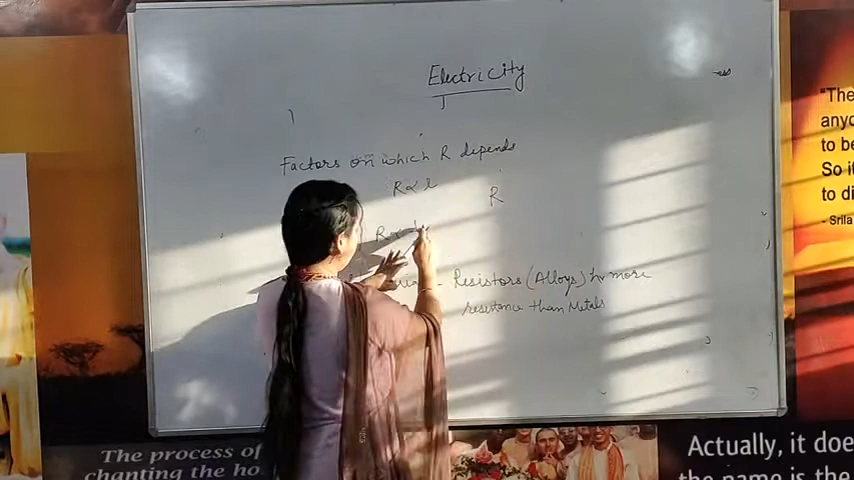 Electricity
Factors on which R depends
R ∝ l
R
R ∝ 1
- Resistors (Alloys) hv more
resistance than Metals
"The
anyo
to be
So it
to di
- Srila
The process of
chanting the ho
Actually, it doe
the name is the